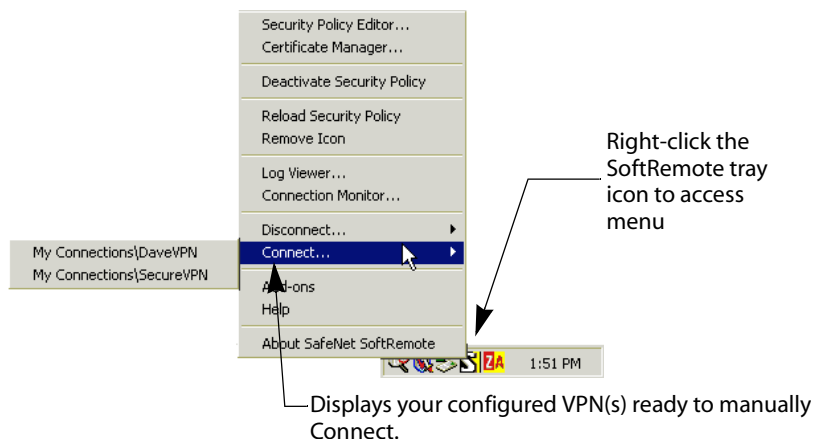 Security Policy Editor...
Certificate Manager...
Deactivate Security Policy
Reload Security Policy
Remove Icon
Log Viewer...
Connection Monitor...
Disconnect...
Connect...
Add-ons
Help
About SafeNet SoftRemote
My Connections\DaveVPN
My Connections\SecureVPN
Right-click the
SoftRemote tray
icon to access
menu
ZA
1:51 PM
Displays your configured VPN(s) ready to manually
Connect.